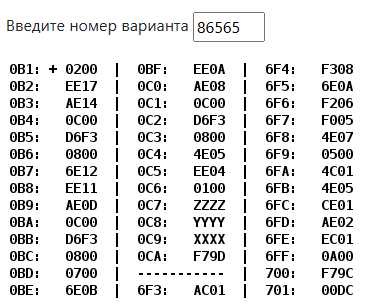 Введите номер варианта 86565
0B1: + 0200 | 0BF: EE0A | 6F4: F308
0B2: EE17 | 0C0: AE08 | 6F5: 6E0A
0B3: AE14 | 0C1: 0C00 | 6F6: F206
0B4: 0C00 | 0C2: D6F3 | 6F7: F005
0B5: D6F3 | 0C3: 0800 | 6F8: 4E07
0B6: 0800 | 0C4: 4E05 | 6F9: 0500
0B7: 6E12 | 0C5: EE04 | 6FA: 4C01
0B8: EE11 | 0C6: 0100 | 6FB: 4E05
0B9: AE0D | 0C7: ZZZZ | 6FC: CE01
0BA: 0C00 | 0C8: YYYY | 6FD: AE02
0BB: D6F3 | 0C9: XXXX | 6FE: EC01
0BC: 0800 | 0CA: F79D | 6FF: 0A00
0BD: 0700 | ----------- | 700: F79C
0BE: 6E0B | 6F3: AC01 | 701: 00DC